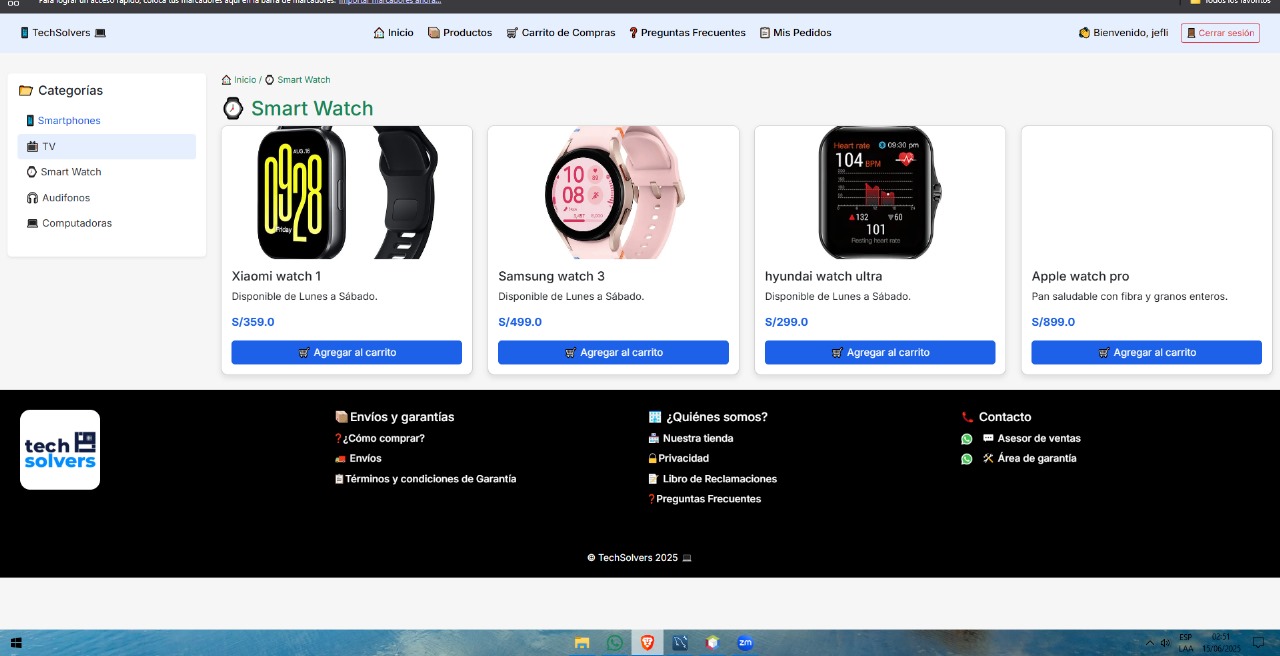 Para lograr un acceso rápido, coloca tus marcadores aquí en la barra de marcadores. Importar marcadores ahora...
Todos los favoritos
TechSolvers
Inicio
Productos
Carrito de Compras
Preguntas Frecuentes
Mis Pedidos
Bienvenido, jefli
Cerrar sesión
Categorías
Smartphones
TV
Smart Watch
Audifonos
Computadoras
Inicio / Smart Watch
Smart Watch
AUG.16
0928
Friday
Xiaomi watch 1
Disponible de Lunes a Sábado.
S/359.0
Agregar al carrito
10
08
89
Samsung watch 3
Disponible de Lunes a Sábado.
S/499.0
Agregar al carrito
Heart rate 09:30 pm
104 BPM
132 60
101
Resting heart rate
hyundai watch ultra
Disponible de Lunes a Sábado.
S/299.0
Agregar al carrito
Apple watch pro
Pan saludable con fibra y granos enteros.
S/899.0
Agregar al carrito
tech
solvers
Envíos y garantías
¿Cómo comprar?
Envíos
Términos y condiciones de Garantía
¿Quiénes somos?
Nuestra tienda
Privacidad
Libro de Reclamaciones
Preguntas Frecuentes
Contacto
Asesor de ventas
Área de garantía
© TechSolvers 2025
zm
ESP
LAA
02:51
15/06/2025